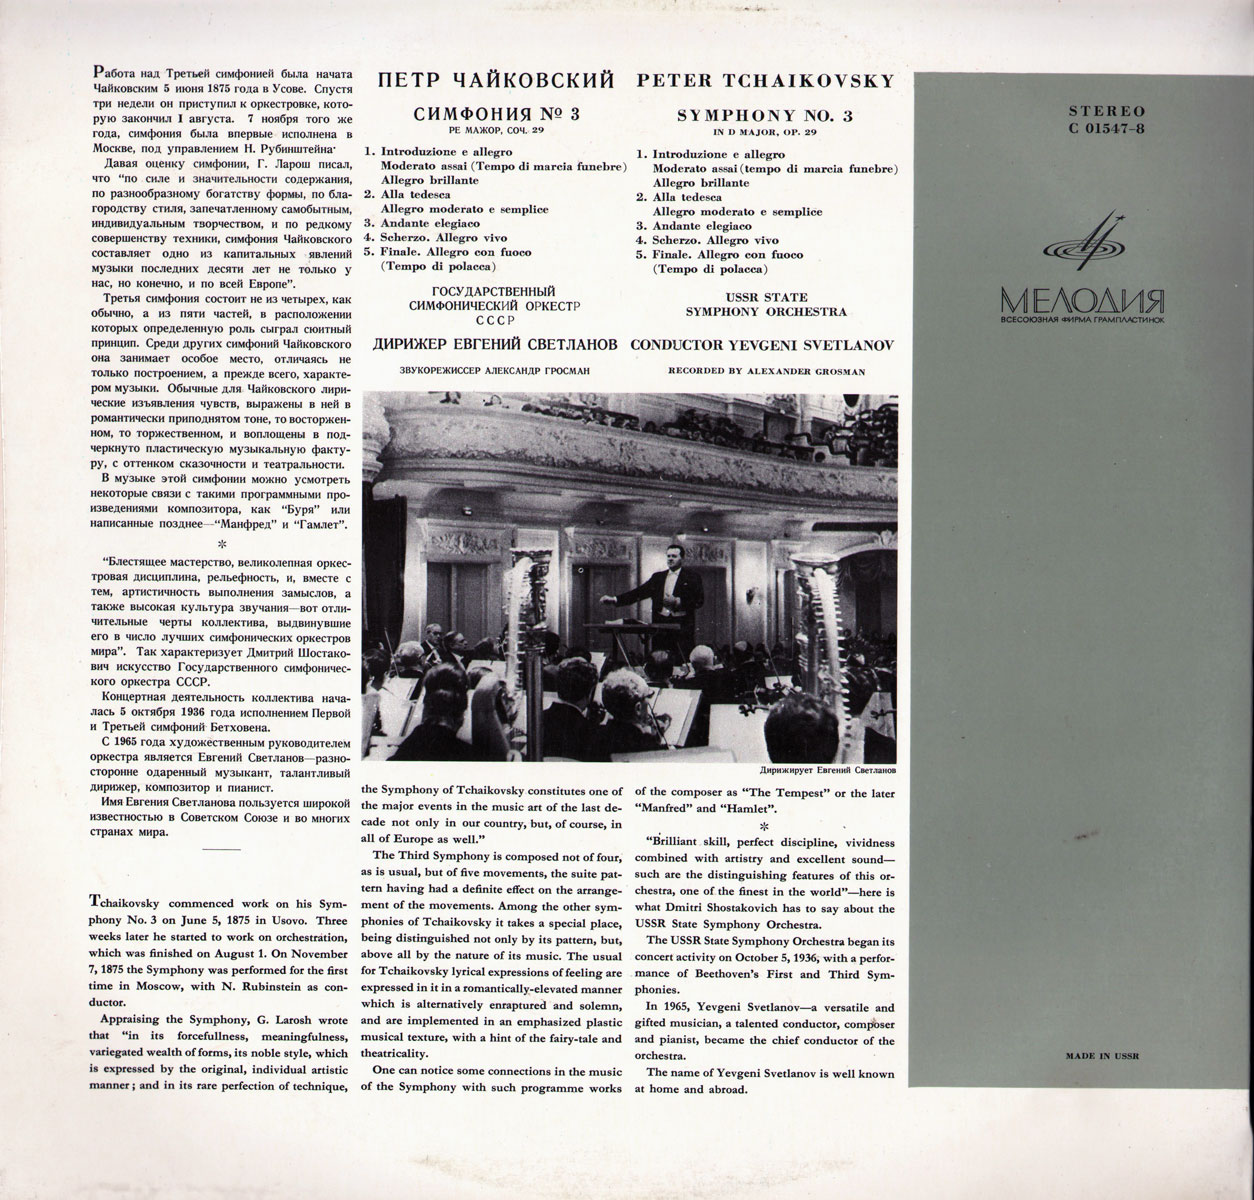 Работа над Третьей симфонией была начата
Чайковским 5 июня 1875 года в Усове. Спустя
три недели он приступил к оркестровке, кото-
рую закончил I августа. 7 ноября того же
года, симфония была впервые исполнена в
Москве, под управлением Н. Рубинштейна·
Давая оценку симфонии, Г. Ларош писал,
что “по силе и значительности содержания,
по разнообразному богатству формы, по бла-
городству стиля, запечатленному самобытным,
индивидуальным творчеством, и по редкому
совершенству техники, симфония Чайковского
составляет одно из капитальных явлений
музыки последних десяти лет не только у
нас, но конечно, и по всей Европе”.
Третья симфония состоит не из четырех, как
обычно, а из пяти частей, в расположении
которых определенную роль сыграл сюитный
принцип. Среди других симфоний Чайковского
она занимает особое место, отличаясь не
только построением, а прежде всего, характе-
ром музыки. Обычные для Чайковского лири-
ческие изъявления чувств, выражены в ней в
романтически приподнятом тоне, то восторжен-
ном, то торжественном, и воплощены в под-
черкнуто пластическую музыкальную факту-
ру, с оттенком сказочности и театральности.
В музыке этой симфонии можно усмотреть
некоторые связи с такими программными про-
изведениями композитора, как “Буря” или
написанные позднее—“Манфред” и “Гамлет”.
*
“Блестящее мастерство, великолепная оркес-
тровая дисциплина, рельефность, и, вместе с
тем, артистичность выполнения замыслов, а
также высокая культура звучания—вот отли-
чительные черты коллектива, выдвинувшие
его в число лучших симфонических оркестров
мира”. Так характеризует Дмитрий Шостако-
вич искусство Государственного симфоничес-
кого оркестра СССР.
Концертная деятельность коллектива нача-
лась 5 октября 1936 года исполнением Первой
и Третьей симфоний Бетховена.
С 1965 года художественным руководителем
оркестра является Евгений Светланов—разно-
сторонне одаренный музыкант, талантливый
дирижер, композитор и пианист.
Имя Евгения Светланова пользуется широкой
известностью в Советском Союзе и во многих
странах мира.
Tchaikovsky commenced work on his Sym-
phony No. 3 on June 5, 1875 in Usovo. Three
weeks later he started to work on orchestration,
which was finished on August 1. On November
7, 1875 the Symphony was performed for the first
time in Moscow, with N. Rubinstein as con-
ductor.
Appraising the Symphony, G. Larosh wrote
that “in its forcefullness, meaningfulness,
variegated wealth of forms, its noble style, which
is expressed by the original, individual artistic
manner; and in its rare perfection of technique,
ПЕТР ЧАЙКОВСКИЙ
СИМФОНИЯ № 3
РЕ МАЖОР, СОЧ. 29
1. Introduzione e allegro
Moderato assai (Tempo di marcia funebre)
Allegro brillante
2. Alla tedesca
Allegro moderato e semplice
3. Andante elegiaco
4. Scherzo. Allegro vivo
5. Finale. Allegro con fuoco
(Tempo di polacca)
ГОСУДАРСТВЕННЫЙ
СИМФОНИЧЕСКИЙ ОРКЕСТР
СССР
ДИРИЖЕР ЕВГЕНИЙ СВЕТЛАНОВ
ЗВУКОРЕЖИССЕР АЛЕКСАНДР ГРОСМАН
PETER TCHAIKOVSKY
SYMPHONY NO. 3
IN D MAJOR, OP. 29
1. Introduzione e allegro
Moderato assai (tempo di marcia funebre)
Allegro brillante
2. Alla tedesca
Allegro moderato e semplice
3. Andante elegiaco
4. Scherzo. Allegro vivo
5. Finale. Allegro con fuoco
(Tempo di polacca)
USSR STATE
SYMPHONY ORCHESTRA
CONDUCTOR YEVGENI SVETLANOV
RECORDED BY ALEXANDER GROSMAN
Дирижирует Евгений Светланов
the Symphony of Tchaikovsky constitutes one of
the major events in the music art of the last de-
cade not only in our country, but, of course, in
all of Europe as well.”
The Third Symphony is composed not of four,
as is usual, but of five movements, the suite pat-
tern having had a definite effect on the arrange-
ment of the movements. Among the other sym-
phonies of Tchaikovsky it takes a special place,
being distinguished not only by its pattern, but,
above all by the nature of its music. The usual
for Tchaikovsky lyrical expressions of feeling are
expressed in it in a romantically-elevated manner
which is alternatively enraptured and solemn,
and are implemented in an emphasized plastic
musical texture, with a hint of the fairy-tale and
theatricality.
One can notice some connections in the music
of the Symphony with such programme works
of the composer as “The Tempest” or the later
“Manfred” and “Hamlet”.
*
“Brilliant skill, perfect discipline, vividness
combined with artistry and excellent sound—
such are the distinguishing features of this or-
chestra, one of the finest in the world”—here is
what Dmitri Shostakovich has to say about the
USSR State Symphony Orchestra.
The USSR State Symphony Orchestra began its
concert activity on October 5, 1936, with a perfor-
mance of Beethoven’s First and Third Sym-
phonies.
In 1965, Yevgeni Svetlanov—a versatile and
gifted musician, a talented conductor, composer
and pianist, became the chief conductor of the
orchestra.
The name of Yevgeni Svetlanov is well known
at home and abroad.
STEREO
C 01547–8
МЕЛОДИЯ
ВСЕСОЮЗНАЯ ФИРМА ГРАМПЛАСТИНОК
MADE IN USSR